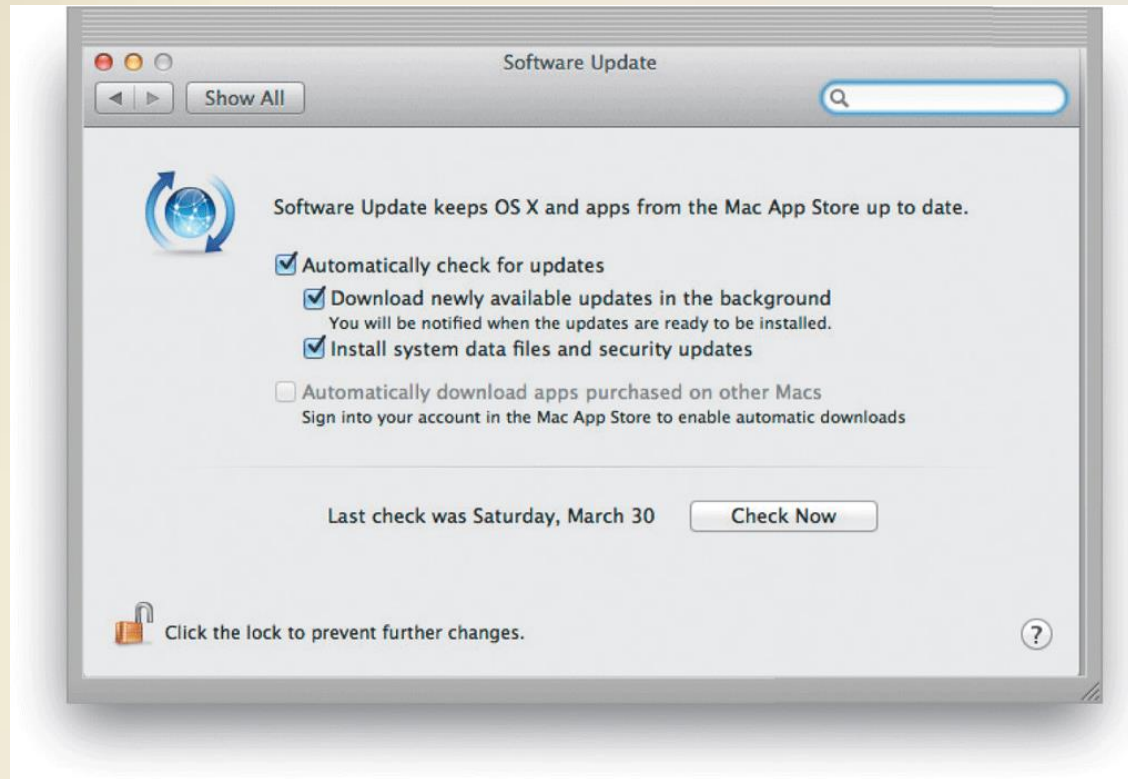 Software Update
Show All
Software Update keeps OS X and apps from the Mac App Store up to date.
Automatically check for updates
Download newly available updates in the background
You will be notified when the updates are ready to be installed.
Install system data files and security updates
Automatically download apps purchased on other Macs
Sign into your account in the Mac App Store to enable automatic downloads
Last check was Saturday, March 30 Check Now
Click the lock to prevent further changes. ?